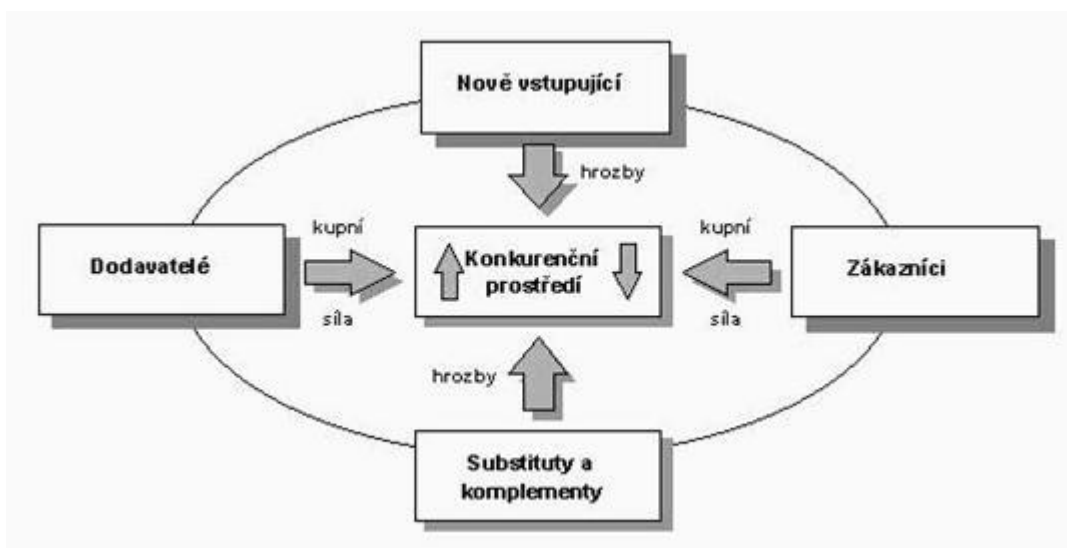 Nově vstupující
hrozby
kupní
kupní
Dodavatelé
Konkurenční
prostředí
Zákazníci
síla
síla
hrozby
Substituty a
komplementy